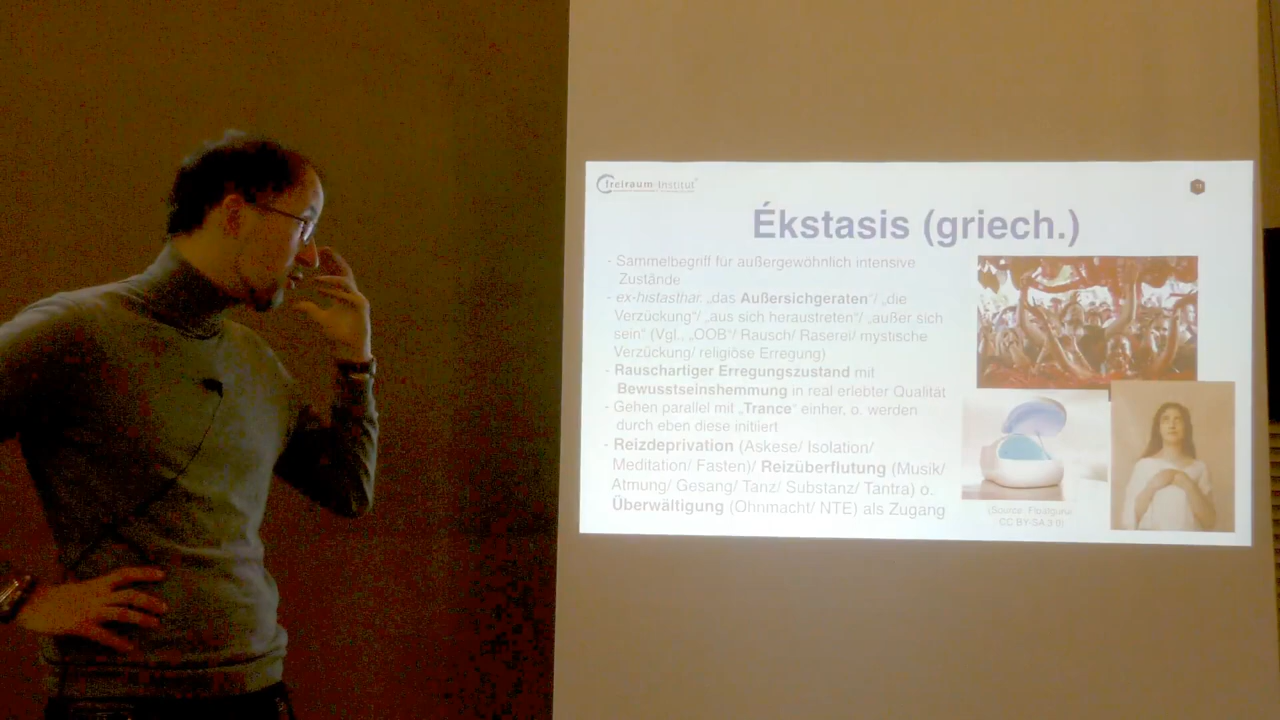 freiraum Institut
Ékstasis (griech.)
- Sammelbegriff für außergewöhnlich intensive
Zustände
- ex-histasthai: „das Außersichgeraten“/ „die
Verzückung“/ „aus sich heraustreten“/ „außer sich
sein“ (Vgl. „OOB“/ Rausch/ Raserei/ mystische
Verzückung/ religiöse Erregung)
- Rauschartiger Erregungszustand mit
Bewusstseinshemmung in real erlebter Qualität
- Gehen parallel mit „Trance“ einher, o. werden
durch eben diese initiiert
- Reizdeprivation (Askese/ Isolation/
Meditation/ Fasten)/ Reizüberflutung (Musik/
Atmung/ Gesang/ Tanz/ Substanz/ Tantra) o.
Überwältigung (Ohnmacht/ NTE) als Zugang
(Source: Floatguru,
CC BY-SA 3.0)